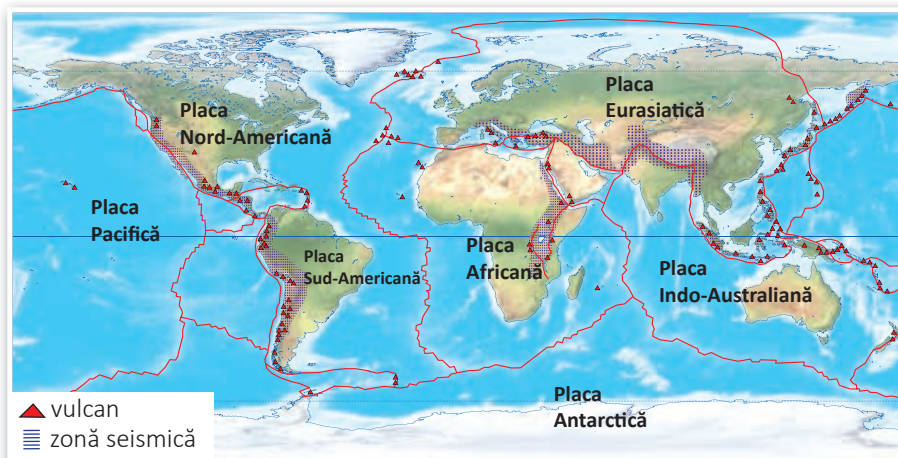 Placa
Nord-Americană
Placa
Eurasiatică
Placa
Pacifică
Placa
Sud-Americană
Placa
Africană
Placa
Indo-Australiană
Placa
Antarctică
vulcan
zonă seismică